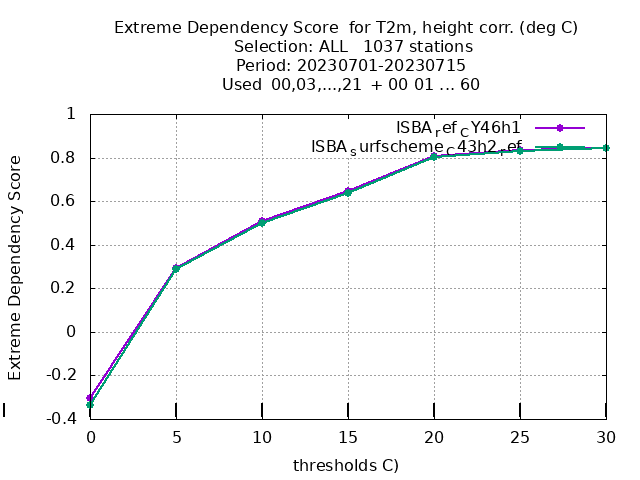 Extreme Dependency Score for T2m, height corr. (deg C)
Selection: ALL 1037 stations
Period: 20230701-20230715
Used 00,03,...,21 + 00 01 ... 60
ISBA_ref_CY46h1
ISBA_surfscheme_C43h2_ref
1
0.8
0.6
0.4
0.2
0
-0.2
-0.4
Extreme Dependency Score
0 5 10 15 20 25 30
thresholds C)